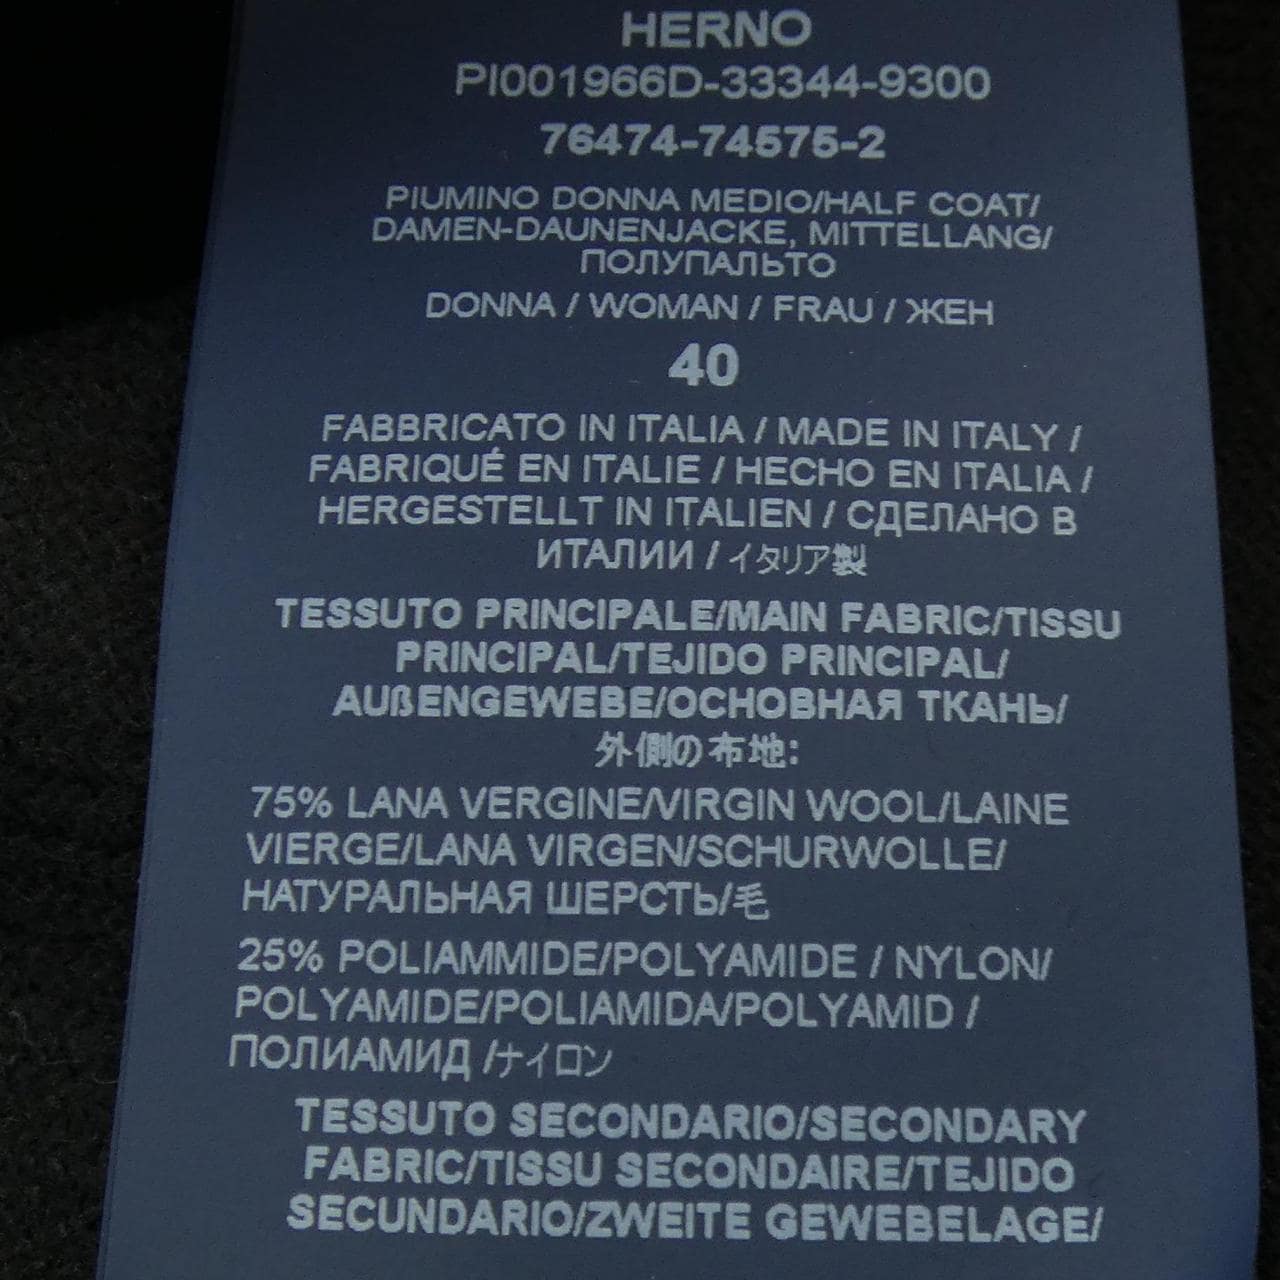 HERNO
PI001966D-33344-9300
76474-74575-2
PIUMINO DONNA MEDIO/HALF COAT/
DAMEN-DAUNENJACKE, MITTELLANG/
ПОЛУПАЛЬТО
DONNA / WOMAN / FRAU / ЖЕН
40
FABBRICATO IN ITALIA / MADE IN ITALY /
FABRIQUÉ EN ITALIE / HECHO EN ITALIA /
HERGESTELLT IN ITALIEN / СДЕЛАНО В
ИТАЛИИ / イタリア製
TESSUTO PRINCIPALE/MAIN FABRIC/TISSU
PRINCIPAL/TEJIDO PRINCIPAL/
AUßENGEWEBE/ОСНОВНАЯ ТКАНЬ/
外側の布地:
75% LANA VERGINE/VIRGIN WOOL/LAINE
VIERGE/LANA VIRGEN/SCHURWOLLE/
НАТУРАЛЬНАЯ ШЕРСТЬ/毛
25% POLIAMMIDE/POLYAMIDE / NYLON/
POLYAMIDE/POLIAMIDA/POLYAMID /
ПОЛИАМИД /ナイロン
TESSUTO SECONDARIO/SECONDARY
FABRIC/TISSU SECONDAIRE/TEJIDO
SECUNDARIO/ZWEITE GEWEBELAGE/